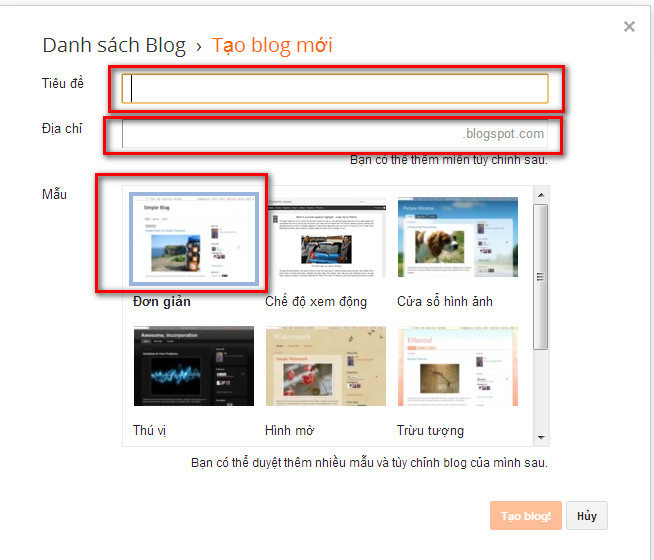 Danh sách Blog › Tạo blog mới
Tiêu đề
Địa chỉ
.blogspot.com
Bạn có thể thêm miền tùy chỉnh sau.
Mẫu
Simple Blog
Picture Window
Đơn giản
Chế độ xem động
Cửa sổ hình ảnh
Awesome, Incorporation
Watermark
Ethereal
Thú vị
Hình mờ
Trừu tượng
Bạn có thể duyệt thêm nhiều mẫu và tùy chỉnh blog của mình sau.
Tạo blog!
Hủy